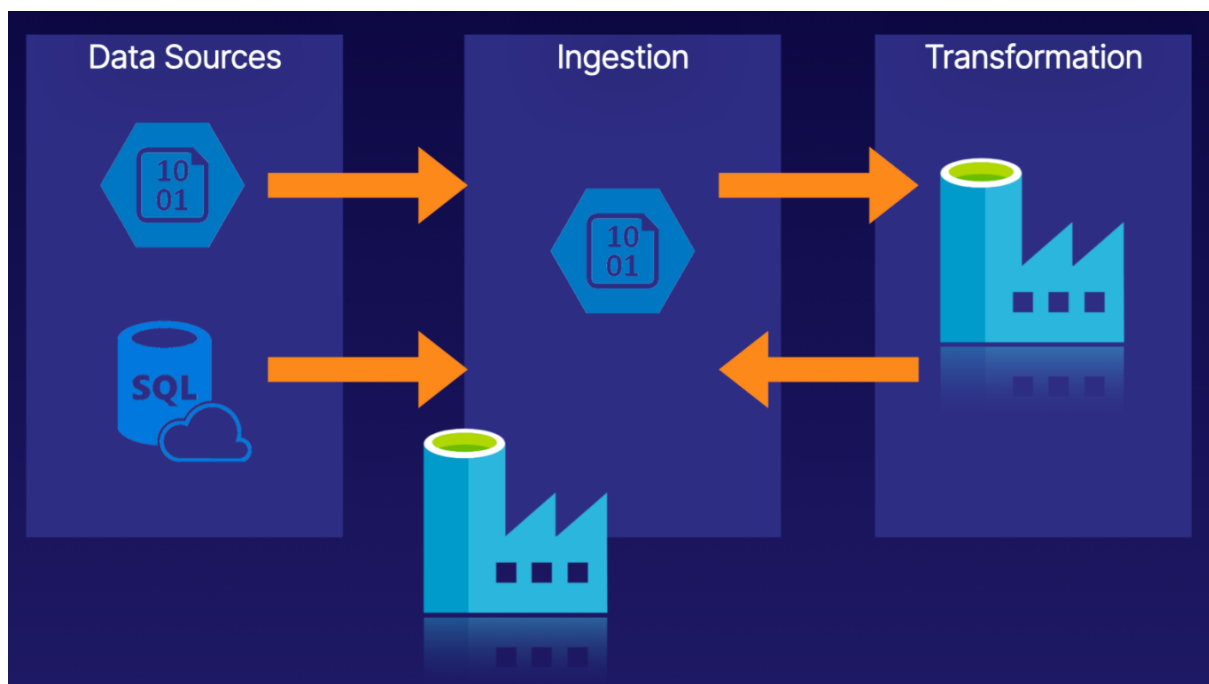 Data Sources
Ingestion
Transformation
10
01
10
01
SQL